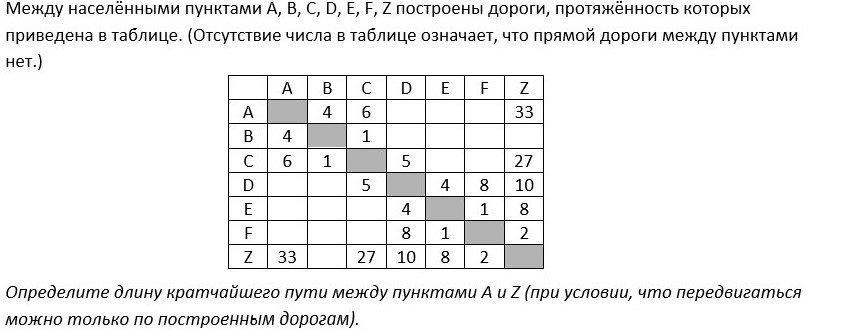 Между населёнными пунктами A, B, C, D, E, F, Z построены дороги, протяжённость которых
приведена в таблице. (Отсутствие числа в таблице означает, что прямой дороги между пунктами
нет.)
A B C D E F Z
A 4 6 33
B 4 1
C 6 1 5 27
D 5 4 8 10
E 4 1 8
F 8 1 2
Z 33 27 10 8 2
Определите длину кратчайшего пути между пунктами A и Z (при условии, что передвигаться
можно только по построенным дорогам).